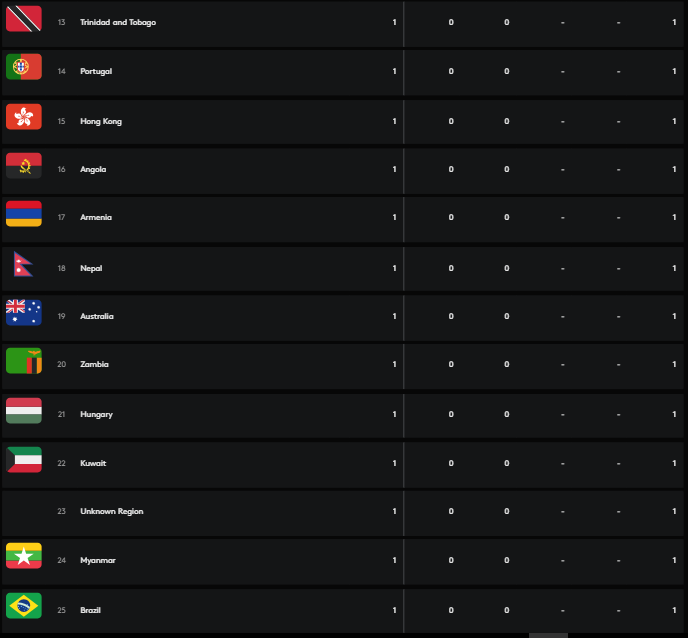 13 Trinidad and Tobago 1 0 0 - - 1
14 Portugal 1 0 0 - - 1
15 Hong Kong 1 0 0 - - 1
16 Angola 1 0 0 - - 1
17 Armenia 1 0 0 - - 1
18 Nepal 1 0 0 - - 1
19 Australia 1 0 0 - - 1
20 Zambia 1 0 0 - - 1
21 Hungary 1 0 0 - - 1
22 Kuwait 1 0 0 - - 1
23 Unknown Region 1 0 0 - - 1
24 Myanmar 1 0 0 - - 1
25 Brazil 1 0 0 - - 1